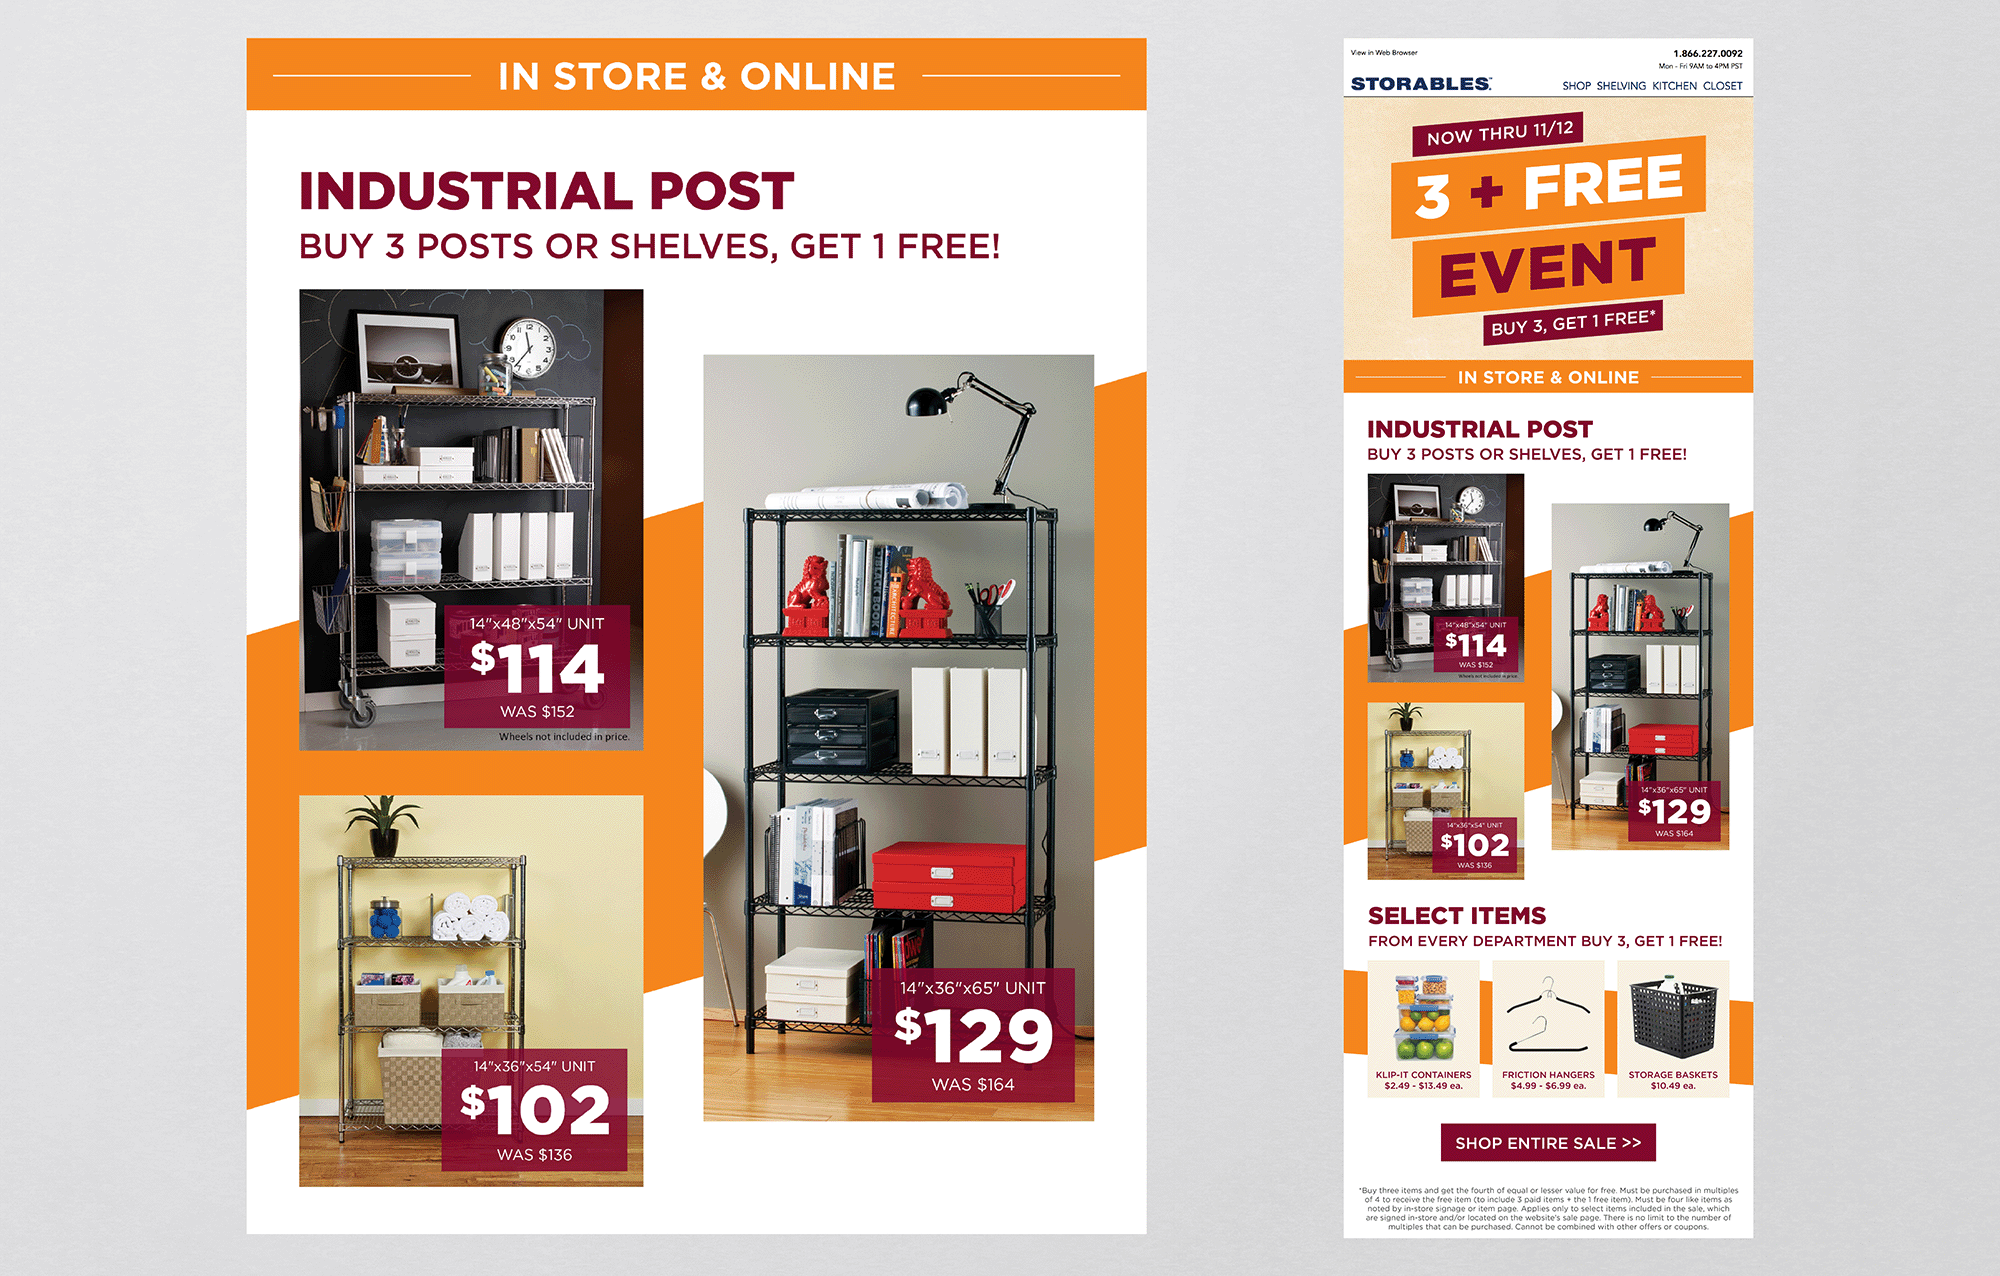 IN STORE & ONLINE
INDUSTRIAL POST
BUY 3 POSTS OR SHELVES, GET 1 FREE!
14"x48"x54" UNIT
$114
WAS $152
Wheels not included in price.
14"x36"x54" UNIT
$102
WAS $136
14"x36"x65" UNIT
$129
WAS $164
View in Web Browser
1.866.227.0092
Mon - Fri 9AM to 4PM PST
STORABLES™
SHOP SHELVING KITCHEN CLOSET
NOW THRU 11/12
3 + FREE
EVENT
BUY 3, GET 1 FREE*
IN STORE & ONLINE
INDUSTRIAL POST
BUY 3 POSTS OR SHELVES, GET 1 FREE!
14"x48"x54" UNIT
$114
WAS $152
Wheels not included in price.
14"x36"x54" UNIT
$102
WAS $136
14"x36"x65" UNIT
$129
WAS $164
SELECT ITEMS
FROM EVERY DEPARTMENT BUY 3, GET 1 FREE!
KLIP-IT CONTAINERS
$2.49 - $13.49 ea.
FRICTION HANGERS
$4.99 - $6.99 ea.
STORAGE BASKETS
$10.49 ea.
SHOP ENTIRE SALE >>
*Buy three items and get the fourth of equal or lesser value for free. Must be purchased in multiples
of 4 to receive the free item (to include 3 paid items + the 1 free item). Must be four like items as
noted by in-store signage or item page. Applies only to select items included in the sale, which
are signed in-store and/or located on the website's sale page. There is no limit to the number of
multiples that can be purchased. Cannot be combined with other offers or coupons.